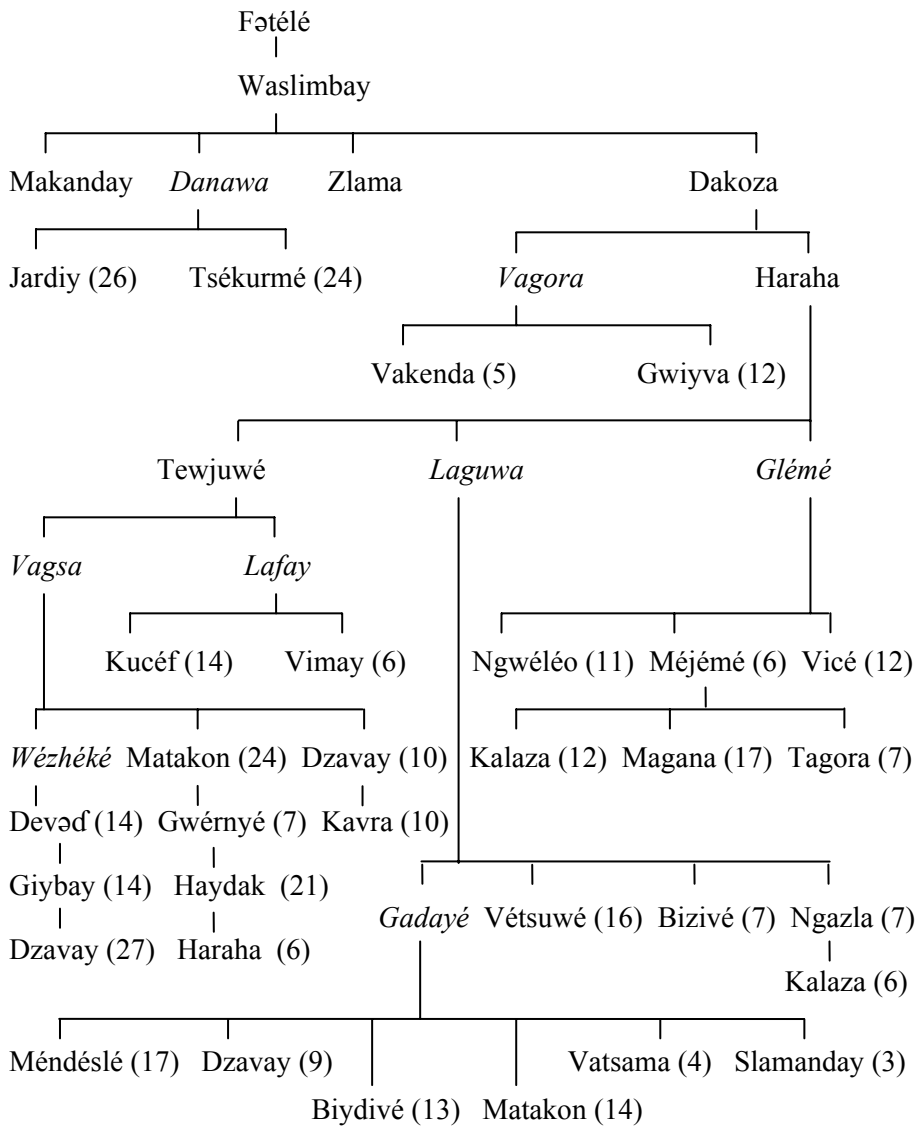 Fətélé
Waslimbay
Makanday Danawa Zlama Dakoza
Jardiy (26) Tsékurmé (24) Vagora Haraha
Vakenda (5) Gwiyva (12)
Tewjuwé Laguwa Glémé
Vagsa Lafay
Kucéf (14) Vimay (6) Ngwéléo (11) Méjémé (6) Vicé (12)
Wézhéké Matakon (24) Dzavay (10) Kalaza (12) Magana (17) Tagora (7)
Devəɗ (14) Gwérnyé (7) Kavra (10)
Giybay (14) Haydak (21)
Gadayé Vétsuwé (16) Bizivé (7) Ngazla (7)
Dzavay (27) Haraha (6)
Kalaza (6)
Méndéslé (17) Dzavay (9) Vatsama (4) Slamanday (3)
Biydivé (13) Matakon (14)